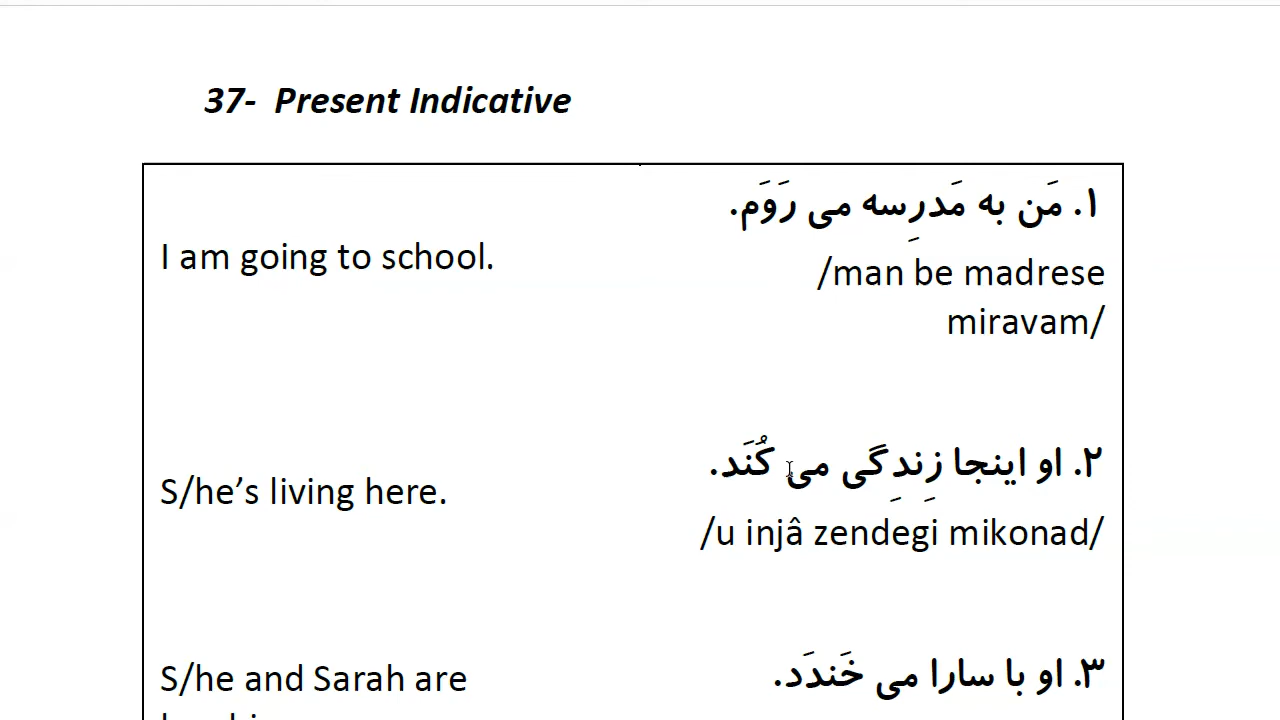 37- Present Indicative
۱. مَن به مَدرِسه می رَوَم.
I am going to school.
/man be madrese
miravam/
۲. او اینجا زِندِگی می کُنَد.
S/he’s living here.
/u injâ zendegi mikonad/
۳. او با سارا می خَندَد.
S/he and Sarah are